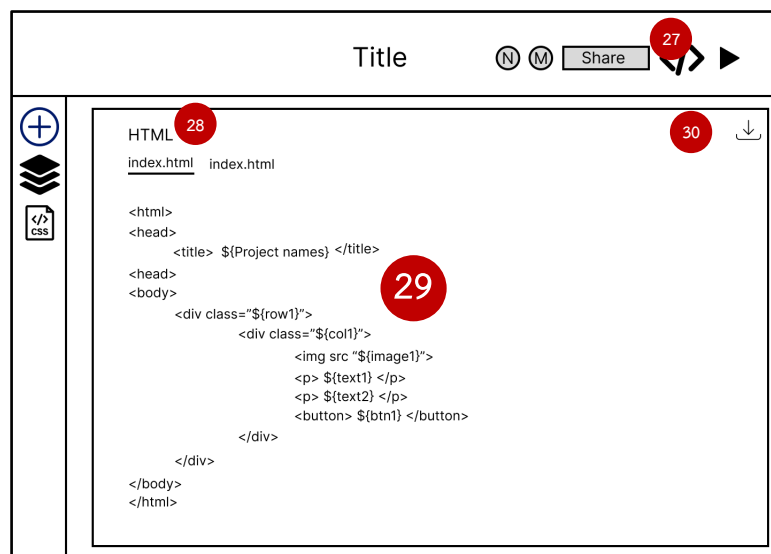 Title N M Share 27
</>
HTML 28 30
index.html index.html
</>
css
<html>
<head>
<title> ${Project names} </title>
<head>
<body>
29
<div class=”${row1}”>
<div class=”${col1}”>
<img src “${image1}”>
<p> ${text1} </p>
<p> ${text2} </p>
<button> ${btn1} </button>
</div>
</div>
</body>
</html>